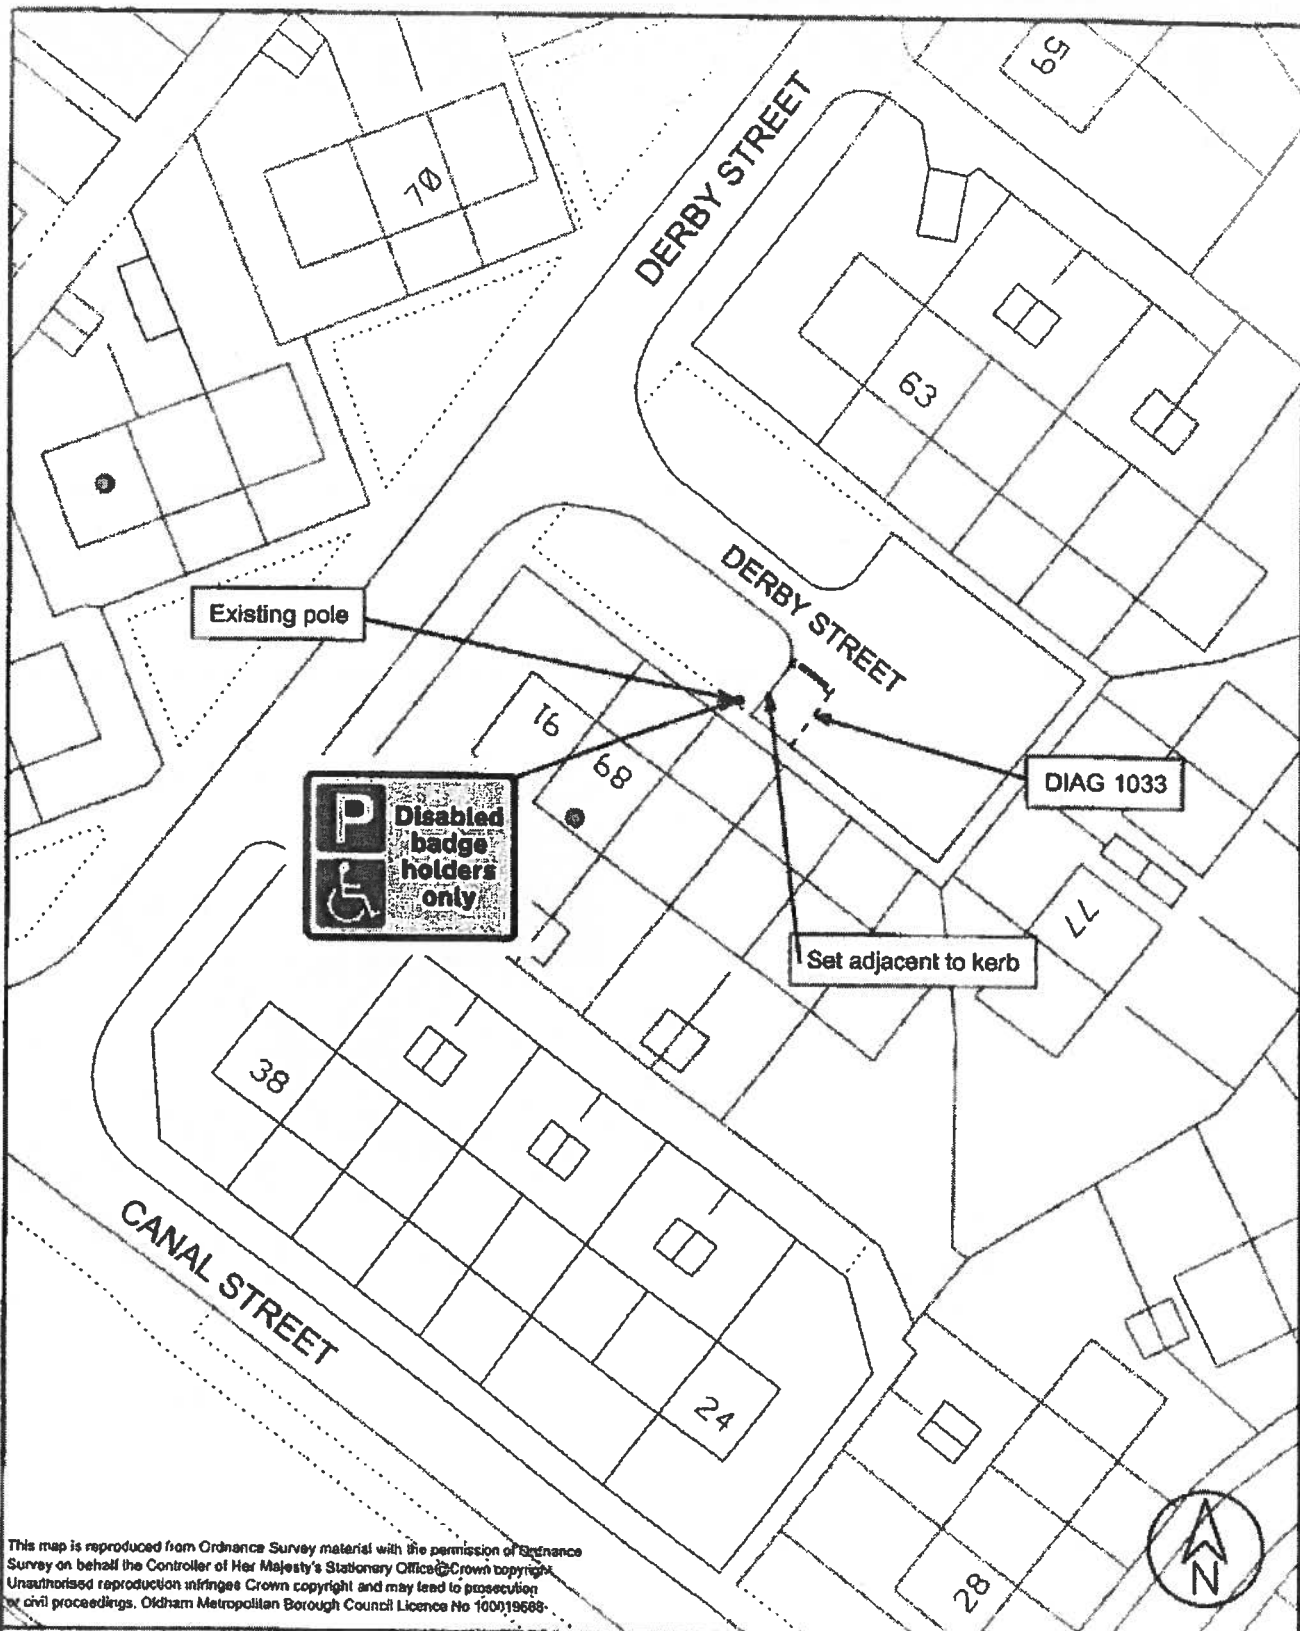 59
DERBY STREET
70
63
DERBY STREET
Existing pole
91
89
P Disabled
badge
holders
only
DIAG 1033
77
Set adjacent to kerb
38
CANAL STREET
24
28
N
This map is reproduced from Ordnance Survey material with the permission of Ordnance
Survey on behalf the Controller of Her Majesty's Stationery Office@Crown copyright
Unauthorised reproduction infringes Crown copyright and may lead to prosecution
or civil proceedings. Oldham Metropolitan Borough Council Licence No 100019668